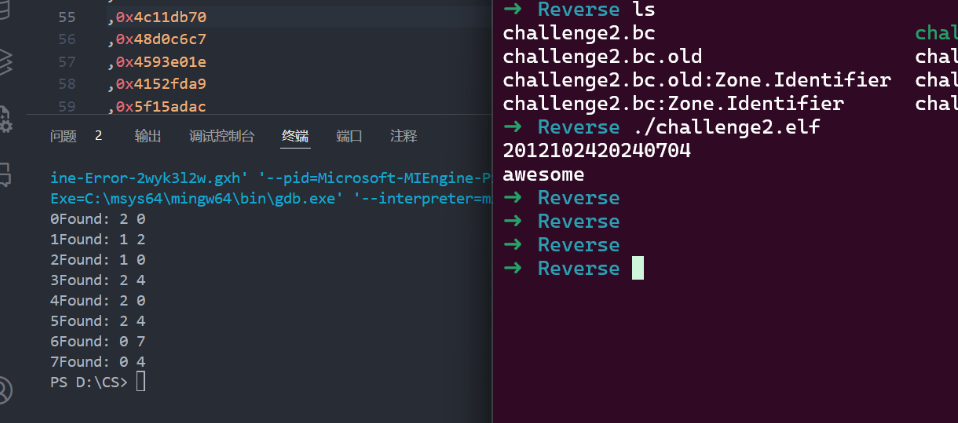 55 ,0x4c11db70
56 ,0x48d0c6c7
57 ,0x4593e01e
58 ,0x4152fda9
59 ,0x5f15adac
问题 2 输出 调试控制台 终端 端口 注释
ine-Error-2wyk3l2w.gxh' '--pid=Microsoft-MIEngine-P
Exe=C:\msys64\mingw64\bin\gdb.exe' '--interpreter=m
0Found: 2 0
1Found: 1 2
2Found: 1 0
3Found: 2 4
4Found: 2 0
5Found: 2 4
6Found: 0 7
7Found: 0 4
PS D:\CS>
→ Reverse ls
challenge2.bc chal
challenge2.bc.old cha
challenge2.bc.old:Zone.Identifier cha
challenge2.bc:Zone.Identifier chal
→ Reverse ./challenge2.elf
2012102420240704
awesome
→ Reverse
→ Reverse
→ Reverse
→ Reverse